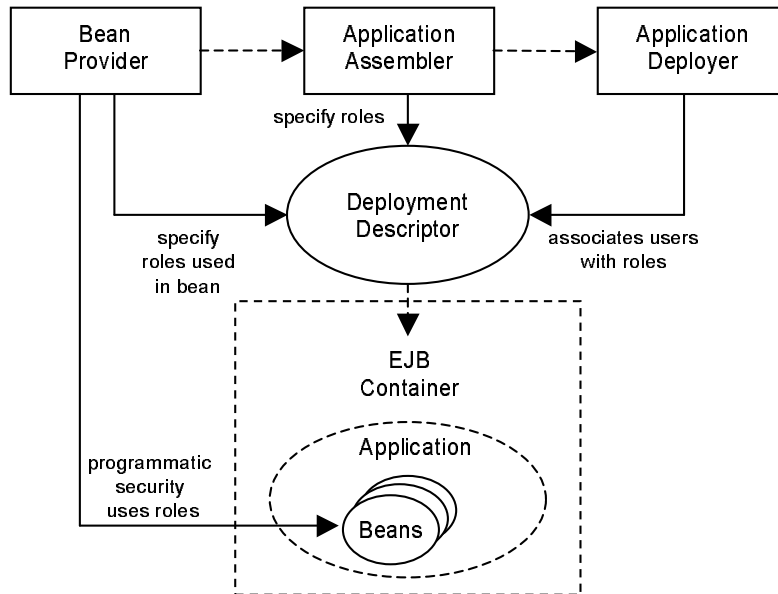 Bean
Provider
Application
Assembler
Application
Deployer
specify roles
Deployment
Descriptor
specify
roles used
in bean
associates users
with roles
EJB
Container
Application
programmatic
security
uses roles
Beans